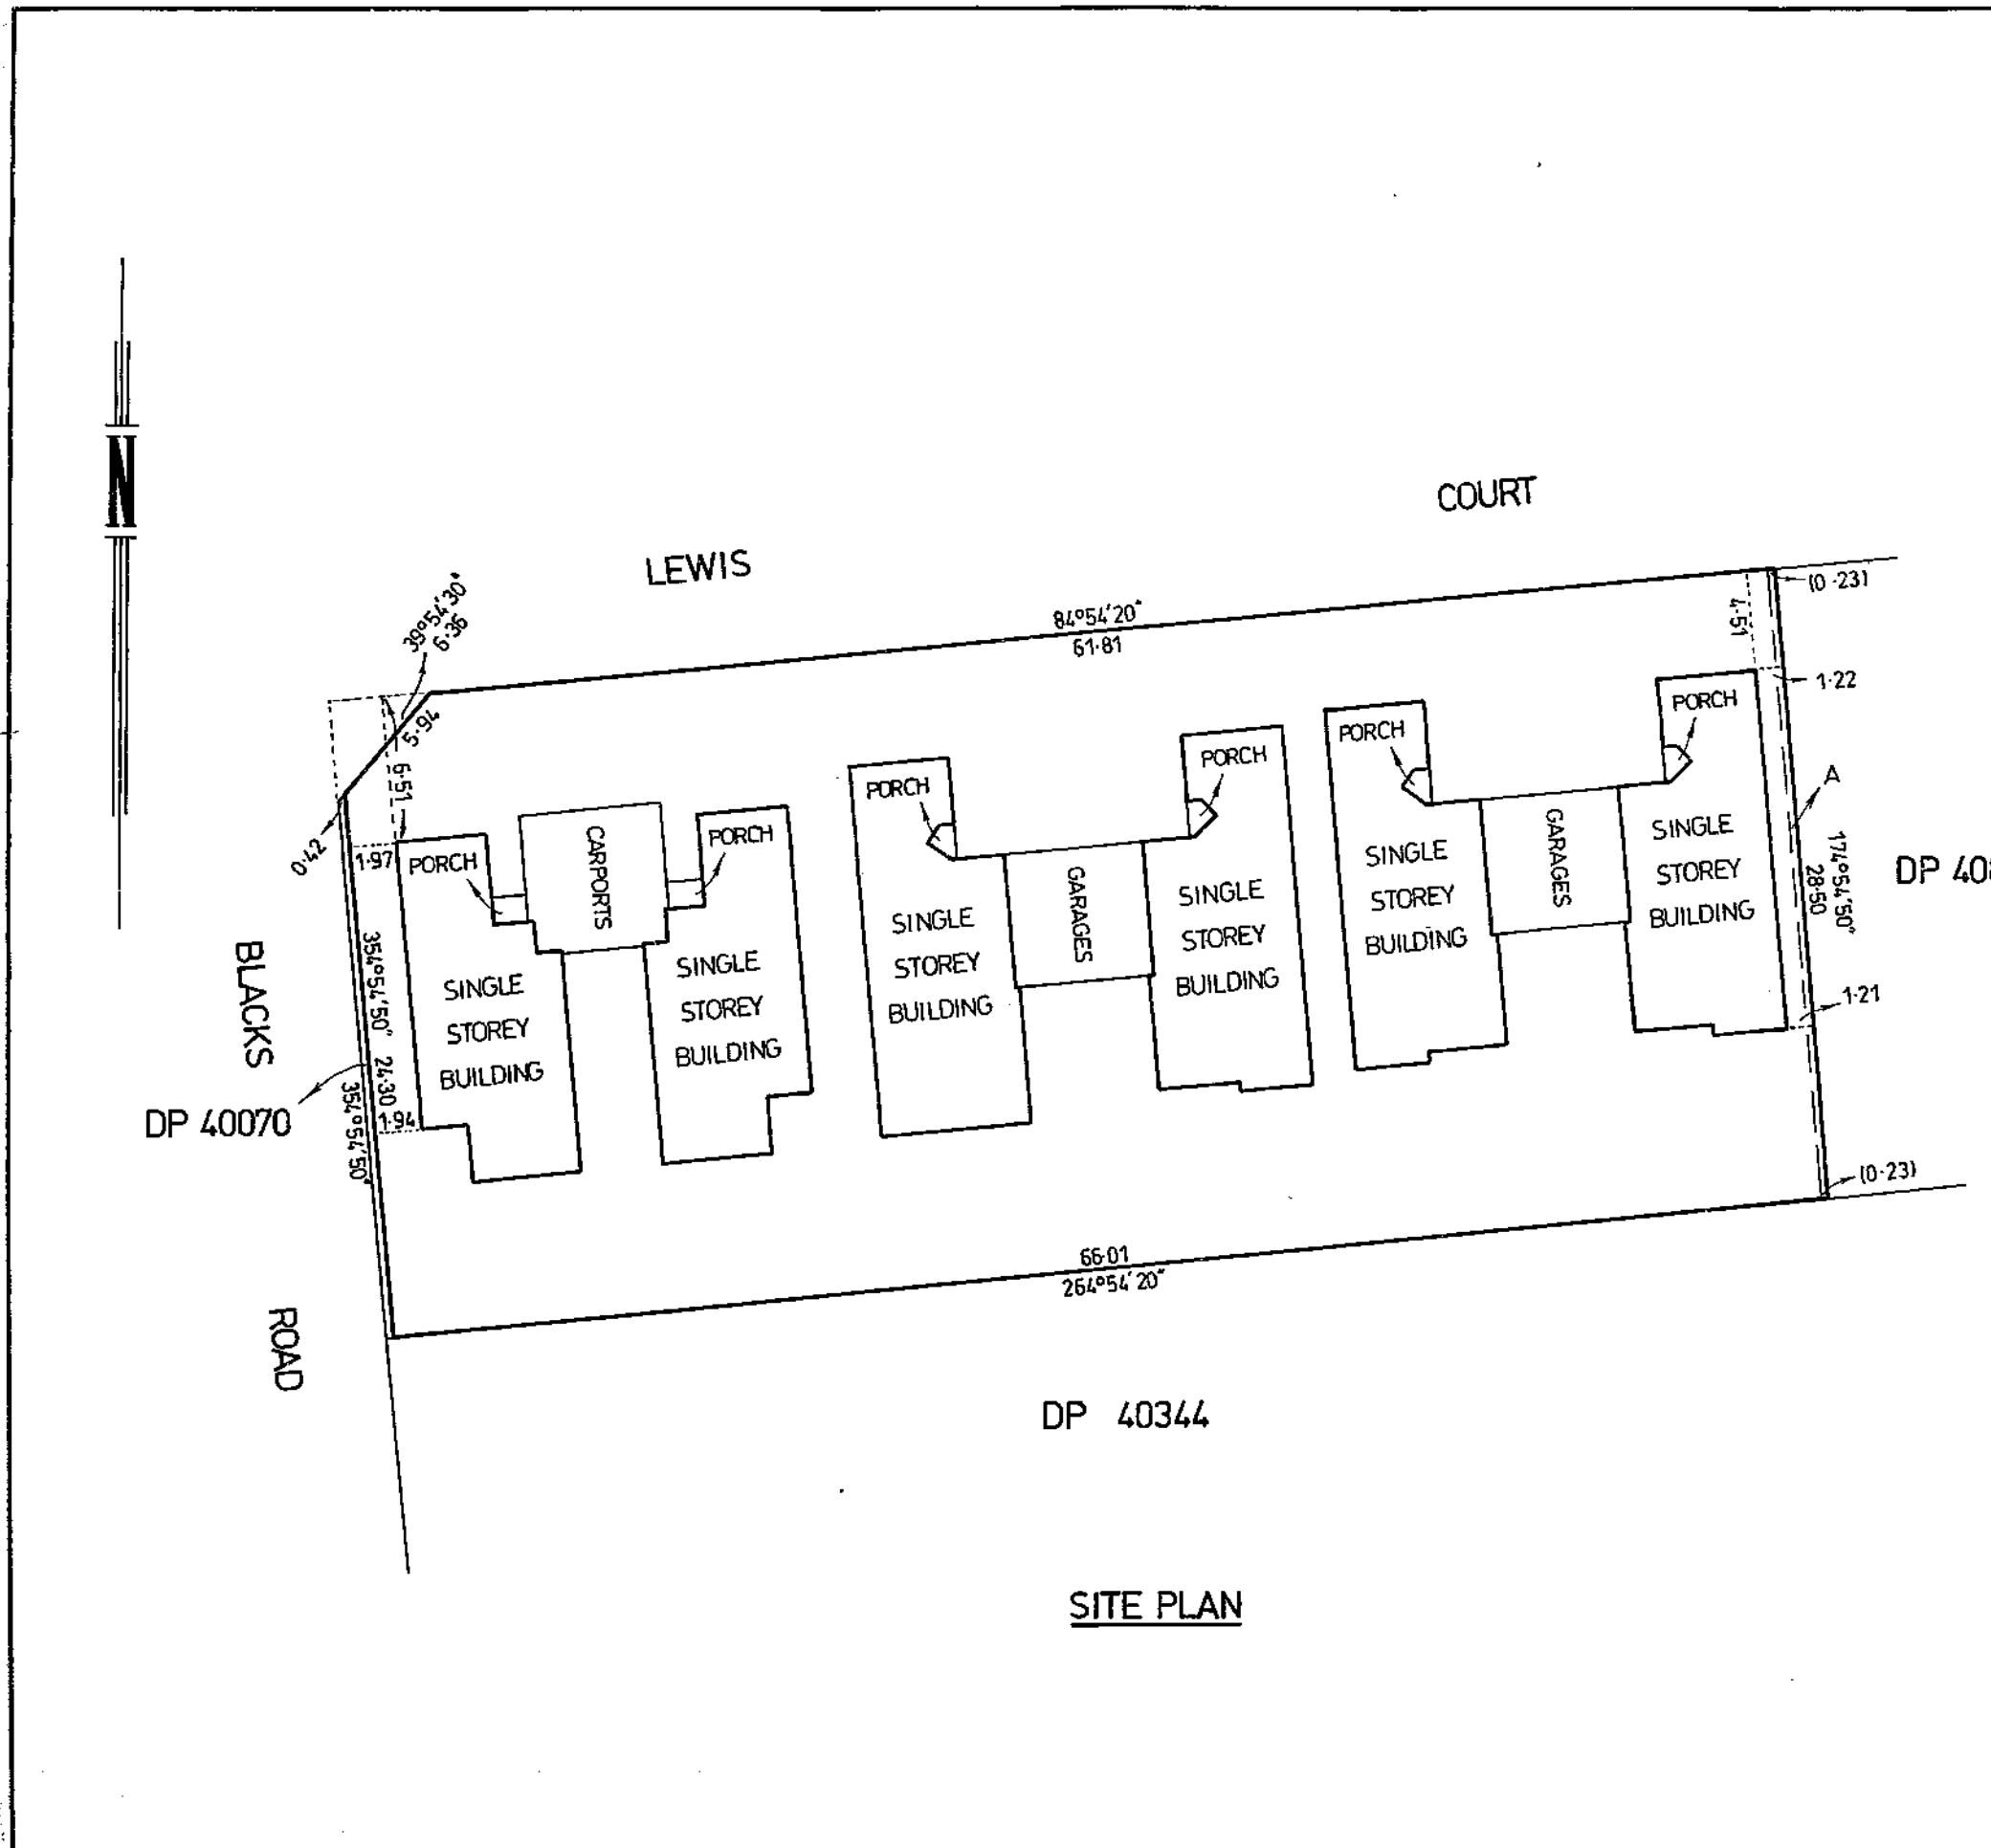 N
LEWIS
COURT
39°54'30"
6·36
5·94
84°54'20"
61·81
(0·23)
4·51
1·22
PORCH
PORCH
PORCH
PORCH
PORCH
PORCH
6·51
0·42
1·97
CARPORTS
GARAGES
GARAGES
A
174°54'50"
28·50
SINGLE
STOREY
BUILDING
SINGLE
STOREY
BUILDING
SINGLE
STOREY
BUILDING
SINGLE
STOREY
BUILDING
SINGLE
STOREY
BUILDING
SINGLE
STOREY
BUILDING
BLACKS
ROAD
354°54'50" 24·30
354°54'50"
1·94
1·21
DP 40070
(0·23)
66·01
264°54'20"
DP 40344
SITE PLAN